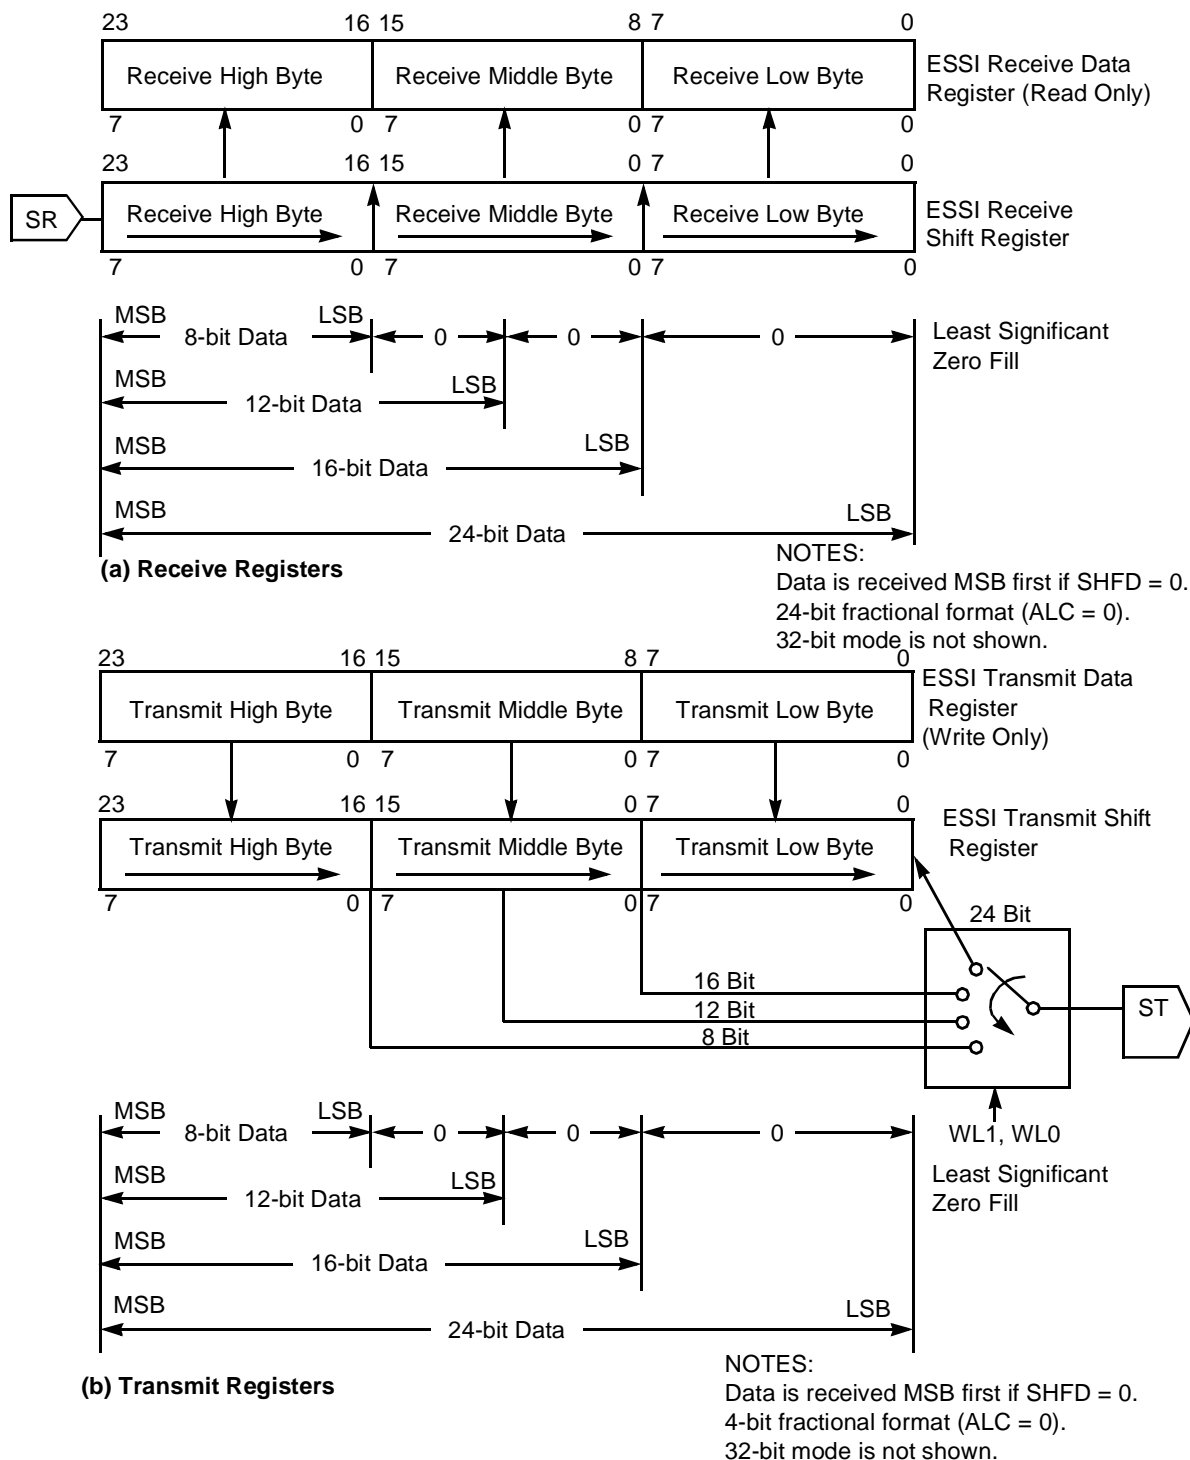 23 16 15 8 7 0
Receive High Byte Receive Middle Byte Receive Low Byte
ESSI Receive Data
Register (Read Only)
7 0 7 0 7 0
23 16 15 0 7 0
SR
Receive High Byte Receive Middle Byte Receive Low Byte
ESSI Receive
Shift Register
7 0 7 0 7 0
MSB LSB
8-bit Data 0 0 0
Least Significant
Zero Fill
MSB LSB
12-bit Data
MSB LSB
16-bit Data
MSB LSB
24-bit Data
(a) Receive Registers
NOTES:
Data is received MSB first if SHFD = 0.
24-bit fractional format (ALC = 0).
32-bit mode is not shown.
23 16 15 8 7 0
Transmit High Byte Transmit Middle Byte Transmit Low Byte
ESSI Transmit Data
Register
(Write Only)
7 0 7 0 7 0
23 16 15 0 7 0
Transmit High Byte Transmit Middle Byte Transmit Low Byte
ESSI Transmit Shift
Register
7 0 7 0 7 0
24 Bit
16 Bit
12 Bit
8 Bit
ST
WL1, WL0
MSB LSB
8-bit Data 0 0 0
Least Significant
Zero Fill
MSB LSB
12-bit Data
MSB LSB
16-bit Data
MSB LSB
24-bit Data
(b) Transmit Registers
NOTES:
Data is received MSB first if SHFD = 0.
4-bit fractional format (ALC = 0).
32-bit mode is not shown.